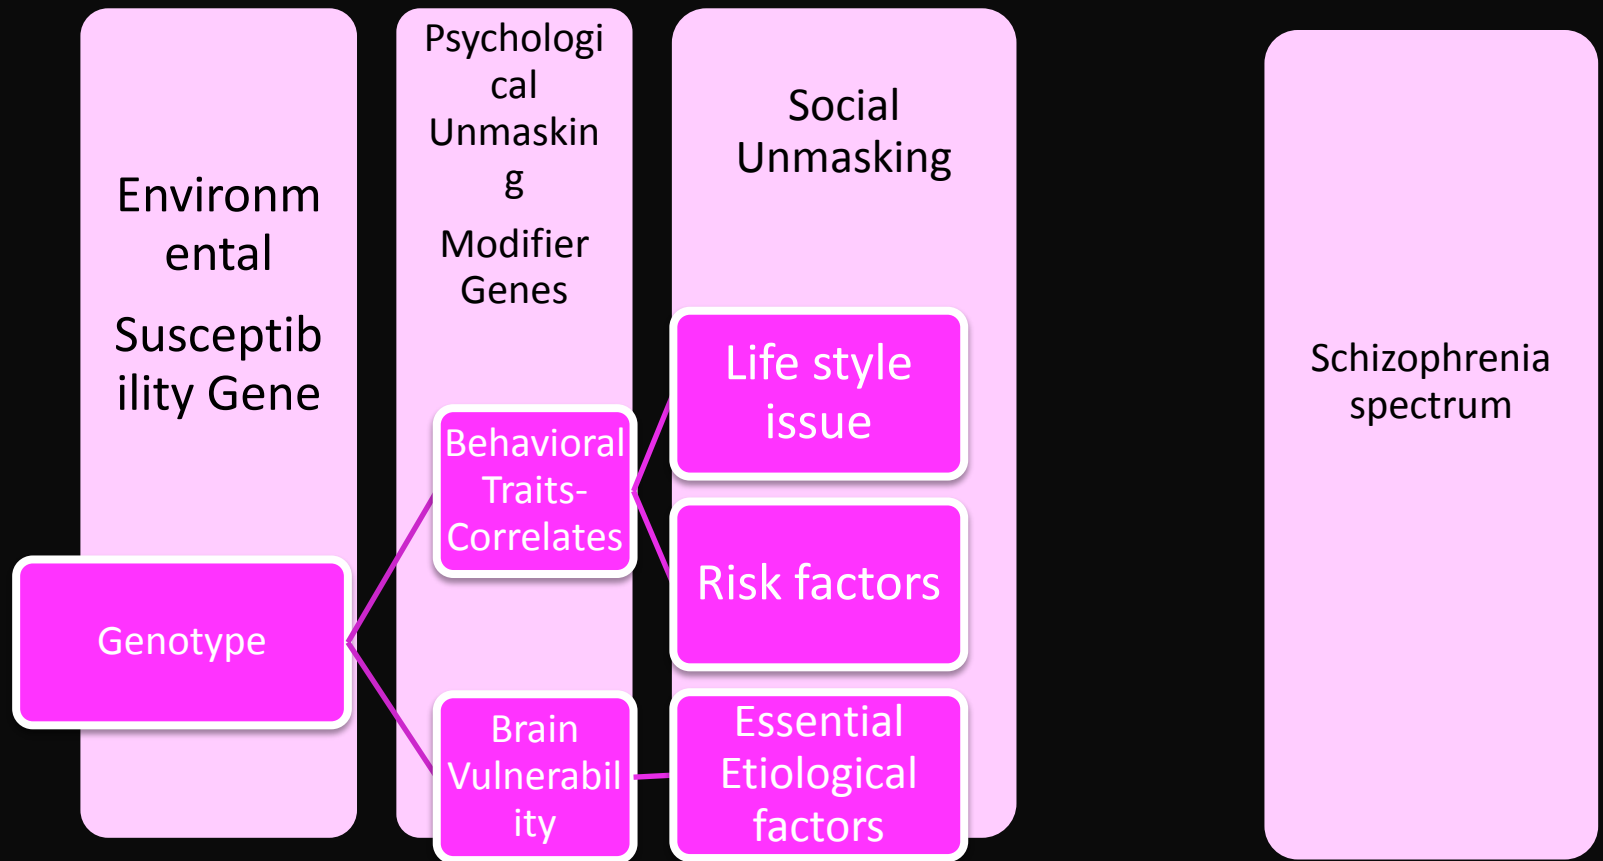 Environm
ental
Susceptib
ility Gene
Genotype
Psychologi
cal
Unmaskin
g
Modifier
Genes
Behavioral
Traits-
Correlates
Brain
Vulnerabil
ity
Social
Unmasking
Life style
issue
Risk factors
Essential
Etiological
factors
Schizophrenia
spectrum